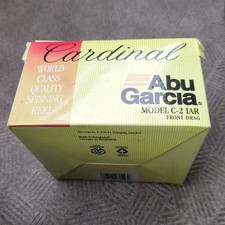 Cardinal
WORLD
CLASS
QUALITY
SPINNING
REELS
Abu
Garcia®
MODEL C-2 IAR
FRONT DRAG